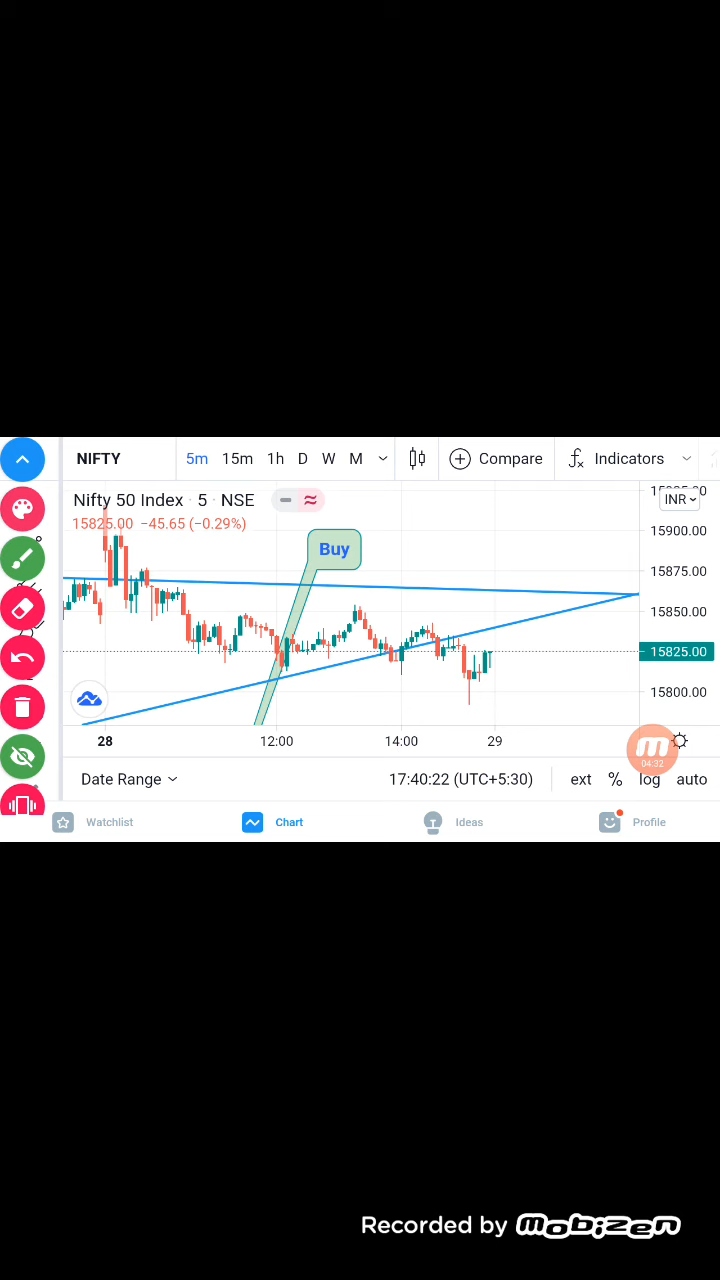 NIFTY 5m 15m 1h D W M Compare Indicators
Nifty 50 Index · 5 · NSE
INR
15825.00 −45.65 (−0.29%)
15900.00
Buy
15875.00
15850.00
15825.00
15800.00
28 12:00 14:00 29
04:32
Date Range 17:40:22 (UTC+5:30) ext % log auto
Watchlist Chart Ideas Profile
Recorded by mobizen